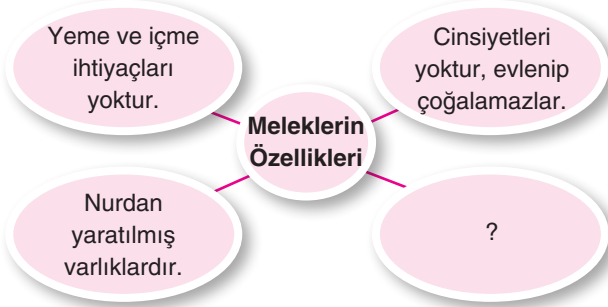 Yeme ve içme
ihtiyaçları
yoktur.
Cinsiyetleri
yoktur, evlenip
çoğalamazlar.
Meleklerin
Özellikleri
Nurdan
yaratılmış
varlıklardır.
?